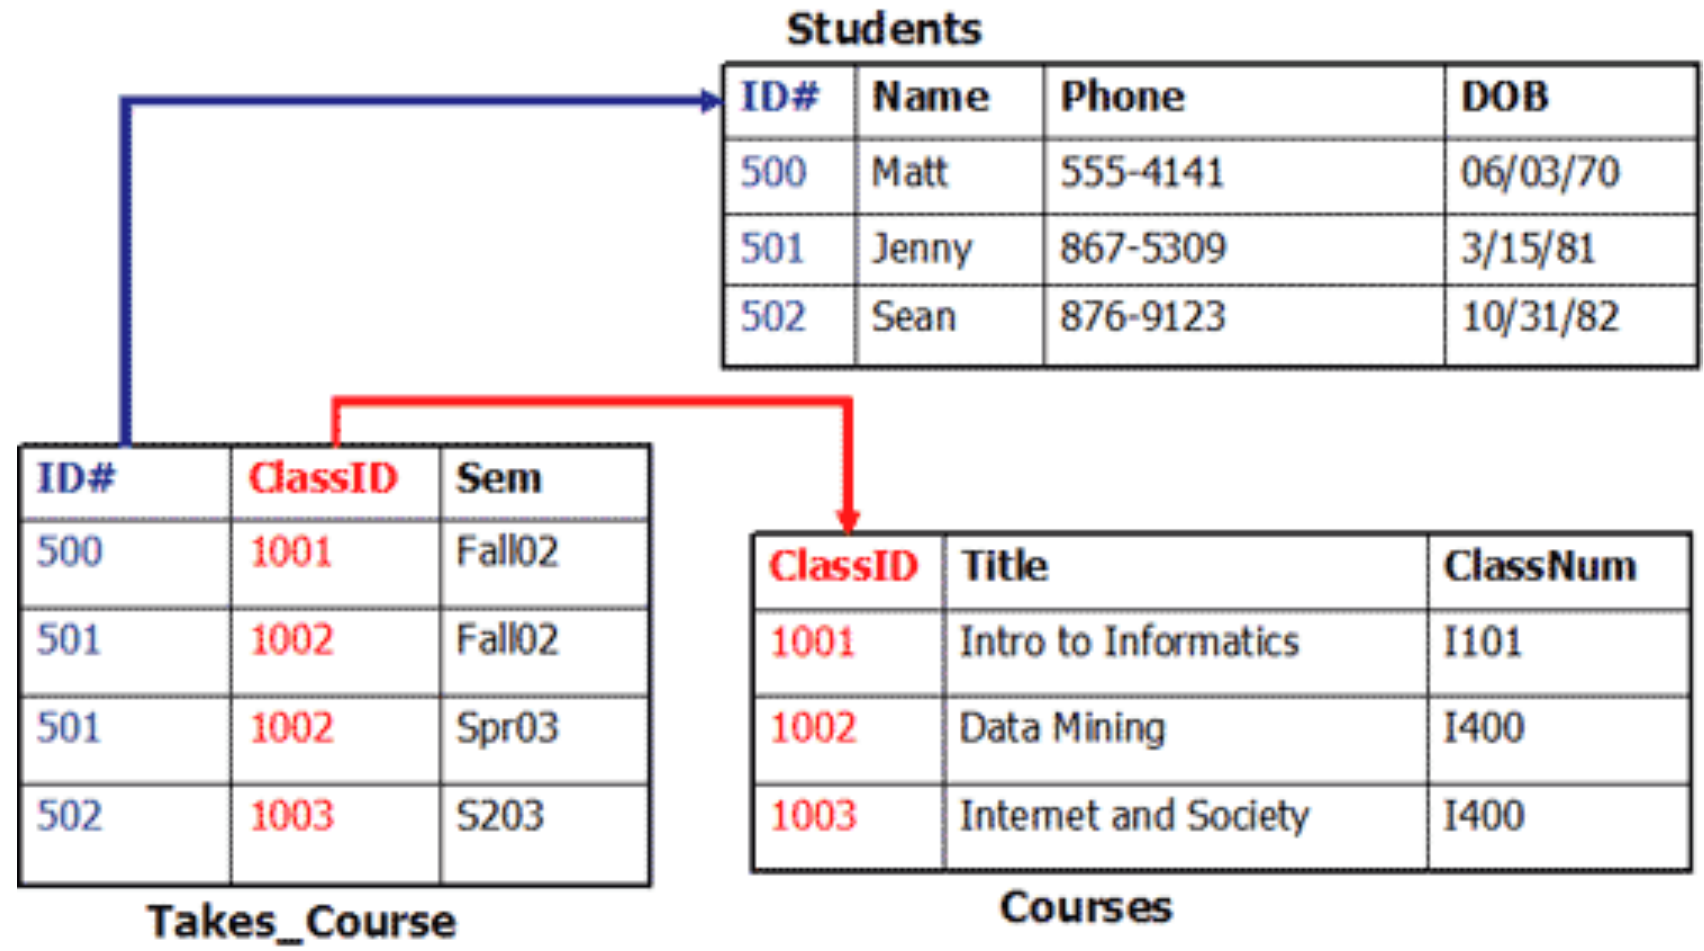 Students
ID# Name Phone DOB
500 Matt 555-4141 06/03/70
501 Jenny 867-5309 3/15/81
502 Sean 876-9123 10/31/82
ID# ClassID Sem
500 1001 Fall02
501 1002 Fall02
501 1002 Spr03
502 1003 S203
Takes_Course
ClassID Title ClassNum
1001 Intro to Informatics I101
1002 Data Mining I400
1003 Internet and Society I400
Courses